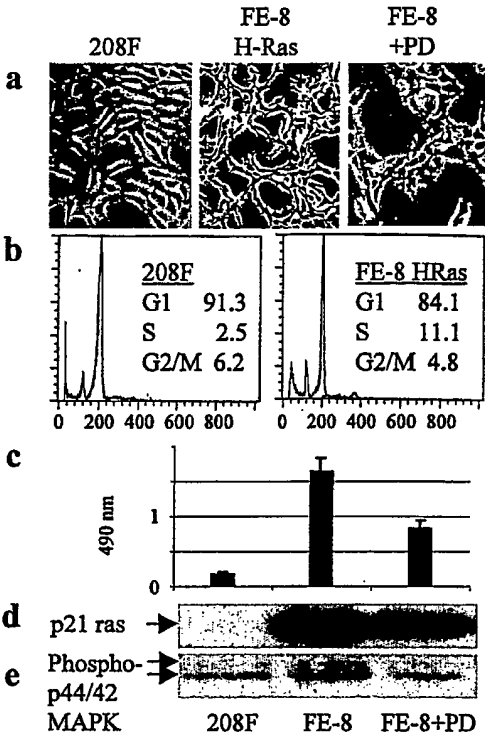 FE-8 FE-8
208F H-Ras +PD
a
b
208F
G1 91.3
S 2.5
G2/M 6.2
FE-8 HRas
G1 84.1
S 11.1
G2/M 4.8
0 200 400 600 800
0 200 400 600 800
c
490 nm
1
0
d p21 ras
Phospho-
e p44/42
MAPK 208F FE-8 FE-8+PD